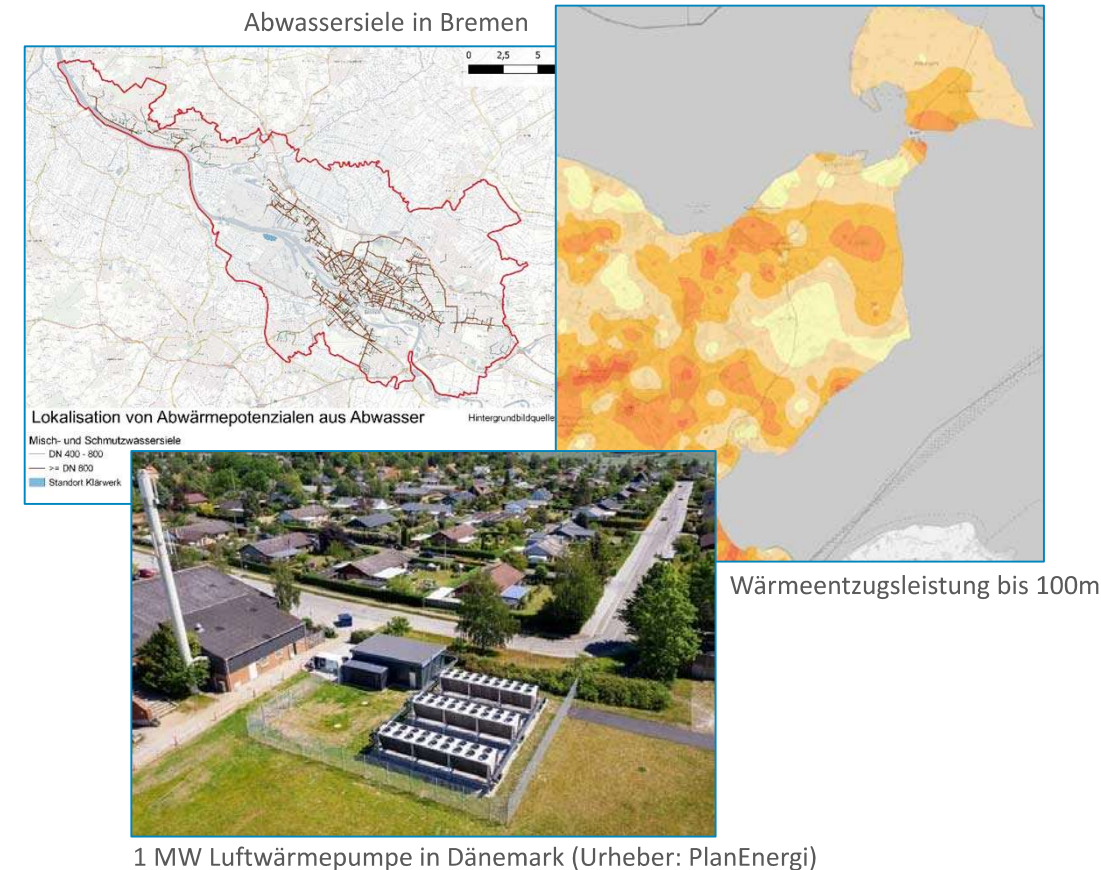 Abwassersiele in Bremen
0 2,5 5
Lokalisation von Abwärmepotenzialen aus Abwasser
Hintergrundbildquelle
Misch- und Schmutzwassersiele
DN 400 - 800
>= DN 800
Standort Klärwerk
Wärmeentzugsleistung bis 100m
1 MW Luftwärmepumpe in Dänemark (Urheber: PlanEnergi)